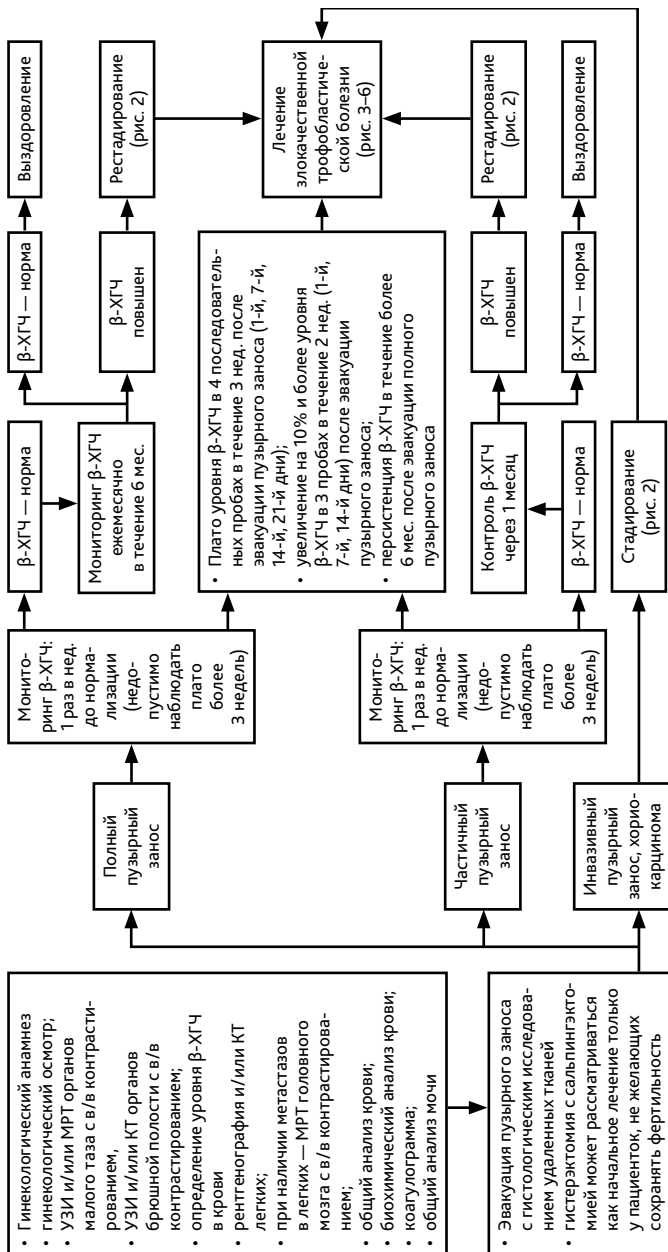 • Гинекологический анамнез
• гинекологический осмотр;
• УЗИ и/или МРТ органов
малого таза с в/в контрасти-
рованием,
• УЗИ и/или КТ органов
брюшной полости с в/в
контрастированием;
• определение уровня β-ХГЧ
в крови
• рентгенография и/или КТ
легких;
• при наличии метастазов
в легких — МРТ головного
мозга с в/в контрастирова-
нием;
• общий анализ крови;
• биохимический анализ крови;
• коагулограмма;
• общий анализ мочи
• Эвакуация пузырного заноса
с гистологическим исследова-
нием удаленных тканей
• гистерэктомия с сальпингэкто-
мией может рассматриваться
как начальное лечение только
у пациенток, не желающих
сохранять фертильность
Полный
пузырный
занос
Монито-
ринг β-ХГЧ:
1 раз в нед.
до норма-
лизации
(недо-
пустимо
наблюдать
плато
более
3 недель)
β-ХГЧ — норма
Мониторинг β-ХГЧ
ежемесячно
в течение 6 мес.
β-ХГЧ — норма
Выздоровление
β-ХГЧ
повышен
Рестадирование
(рис. 2)
• Плато уровня β-ХГЧ в 4 последователь-
ных пробах в течение 3 нед. после
эвакуации пузырного заноса (1-й, 7-й,
14-й, 21-й дни);
• увеличение на 10% и более уровня
β-ХГЧ в 3 пробах в течение 2 нед. (1-й,
7-й, 14-й дни) после эвакуации
пузырного заноса;
• персистенция β-ХГЧ в течение более
6 мес. после эвакуации полного
пузырного заноса
Лечение
злокачественной
трофобластиче-
ской болезни
(рис. 3–6)
Частичный
пузырный
занос
Монито-
ринг β-ХГЧ:
1 раз в нед.
до норма-
лизации
(недо-
пустимо
наблюдать
плато
более
3 недель)
Контроль β-ХГЧ
через 1 месяц
β-ХГЧ — норма
β-ХГЧ
повышен
Рестадирование
(рис. 2)
β-ХГЧ — норма
Выздоровление
Инвазивный
пузырный
занос, хорио-
карцинома
Стадирование
(рис. 2)